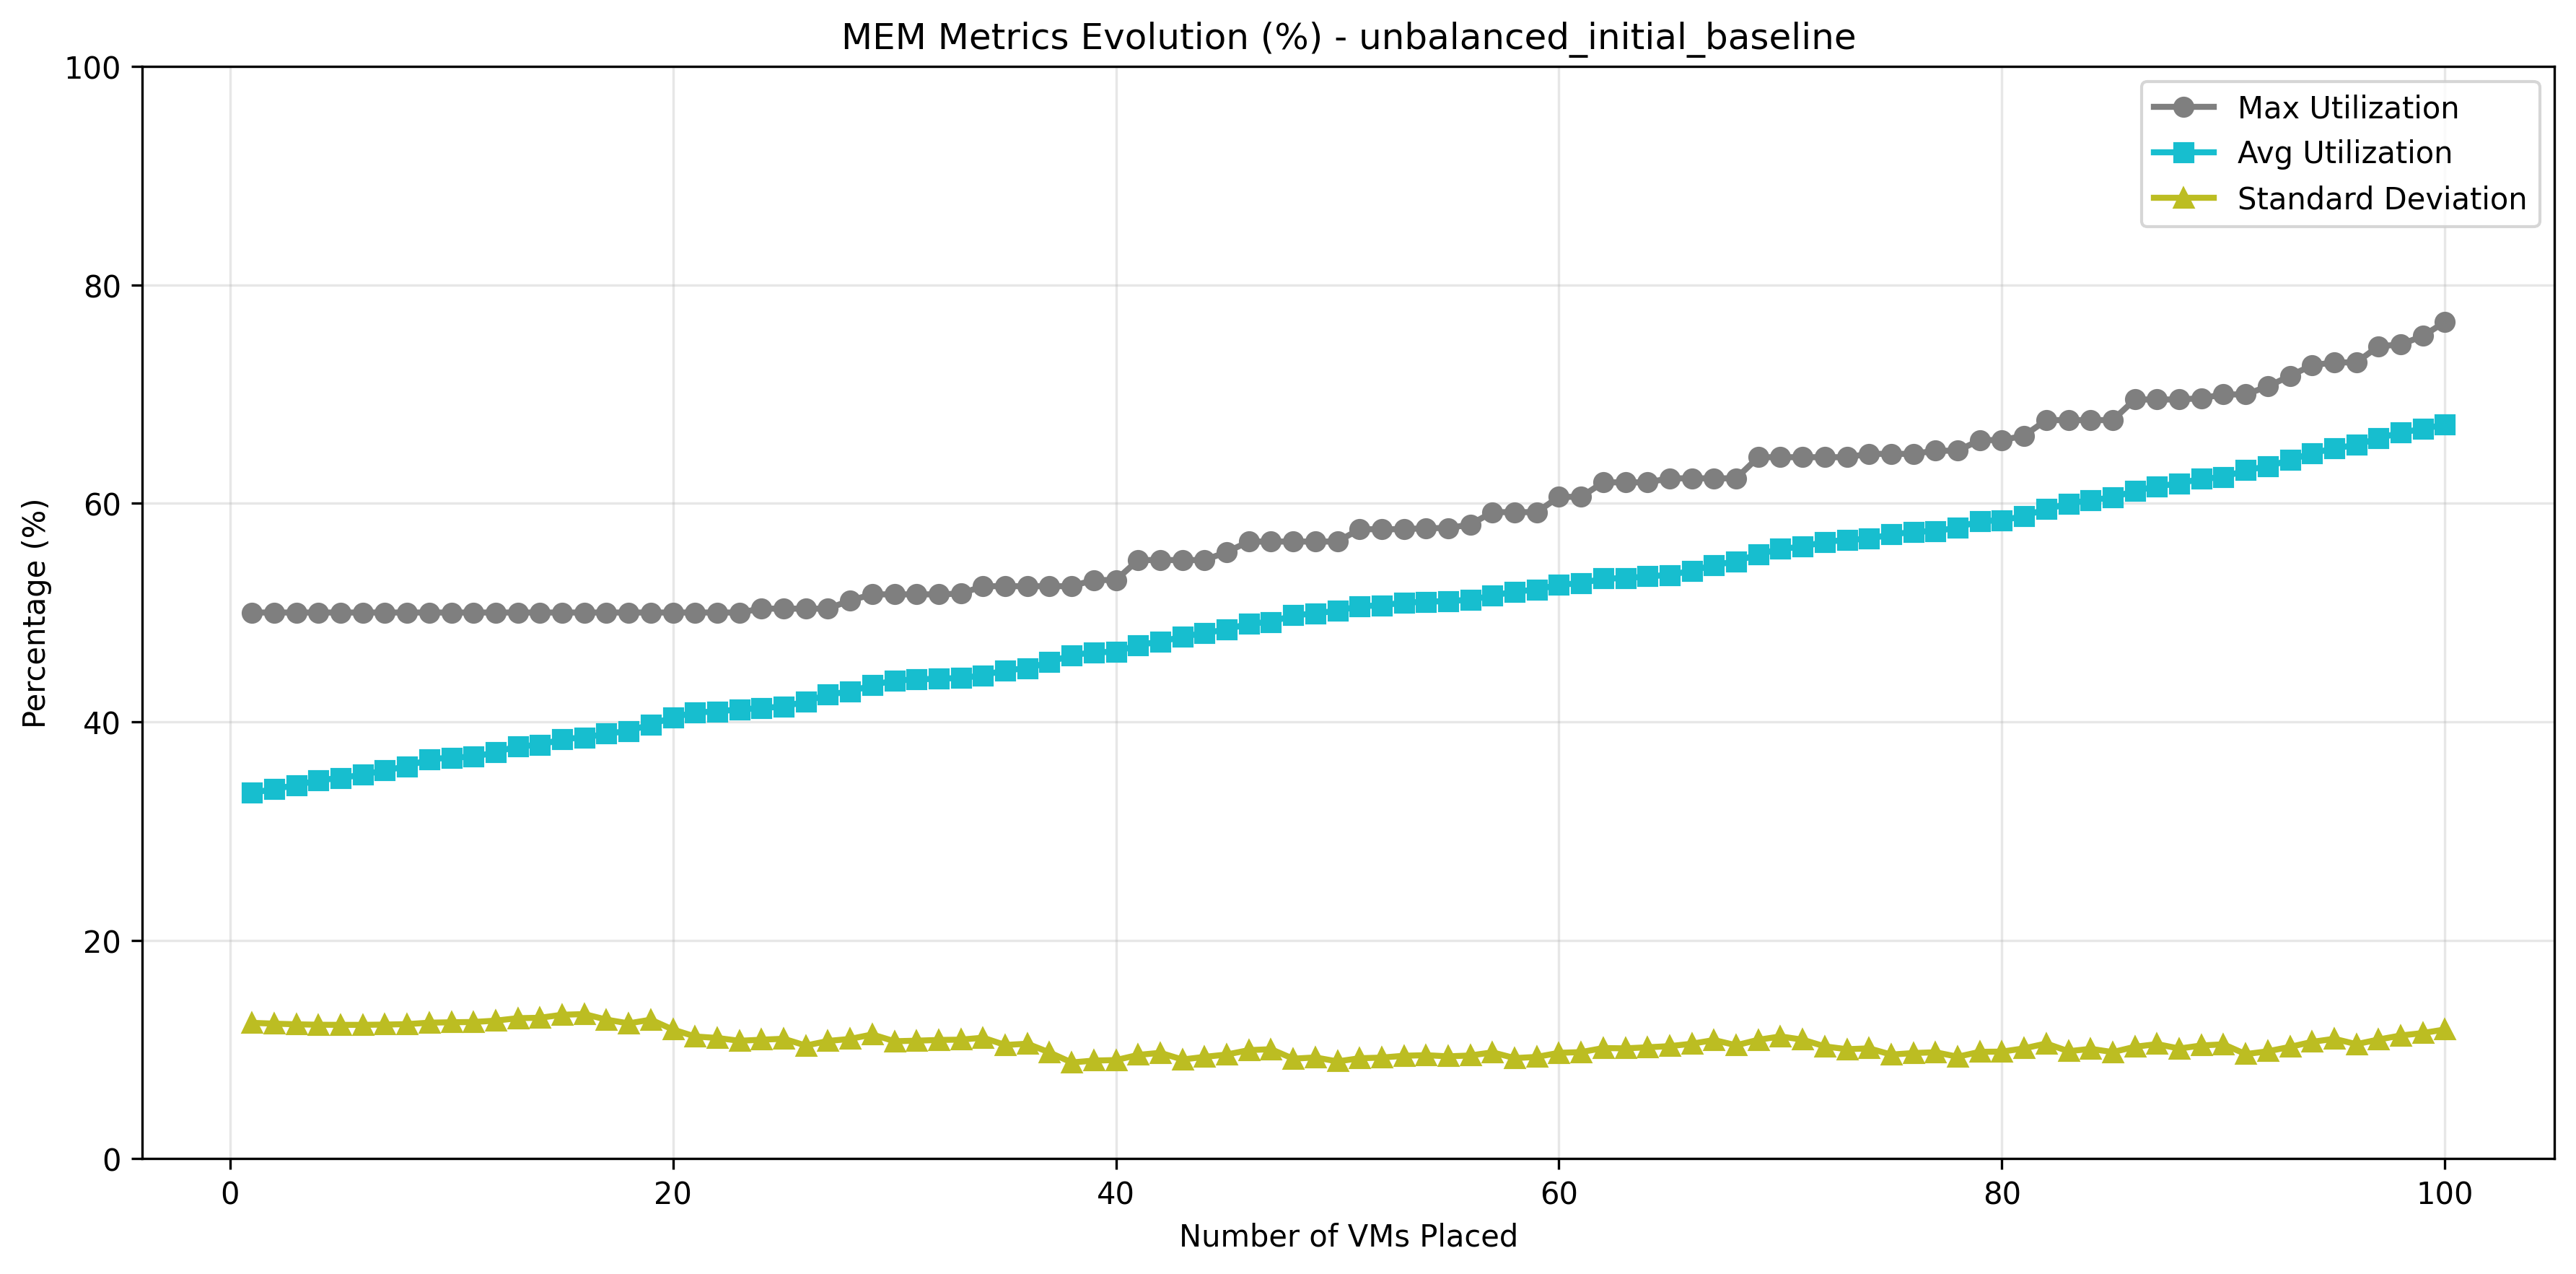 MEM Metrics Evolution (%) - unbalanced_initial_baseline
100
80
60
40
20
0
Percentage (%)
Max Utilization
Avg Utilization
Standard Deviation
0 20 40 60 80 100
Number of VMs Placed